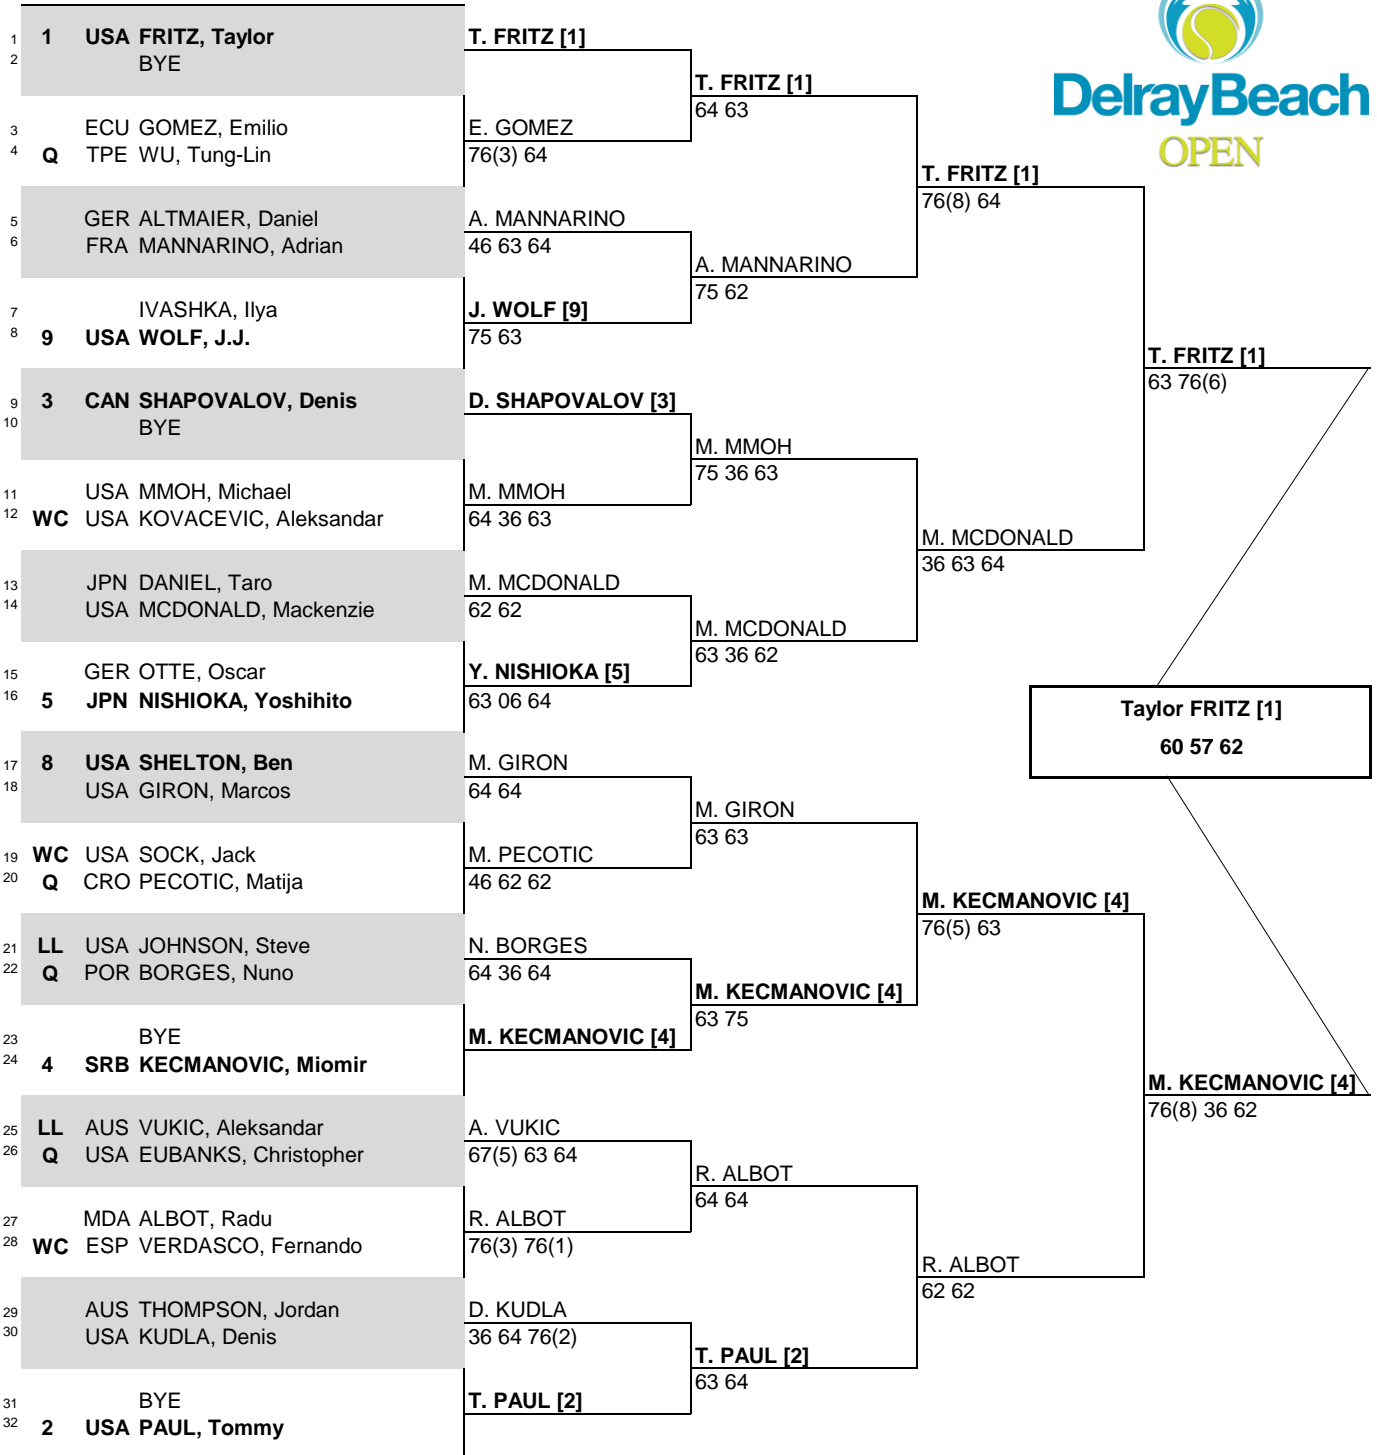 1 1 USA FRITZ, Taylor
2 BYE
3 ECU GOMEZ, Emilio
4 Q TPE WU, Tung-Lin
5 GER ALTMAIER, Daniel
6 FRA MANNARINO, Adrian
7 IVASHKA, Ilya
8 9 USA WOLF, J.J.
9 3 CAN SHAPOVALOV, Denis
10 BYE
11 USA MMOH, Michael
12 WC USA KOVACEVIC, Aleksandar
13 JPN DANIEL, Taro
14 USA MCDONALD, Mackenzie
15 GER OTTE, Oscar
16 5 JPN NISHIOKA, Yoshihito
17 8 USA SHELTON, Ben
18 USA GIRON, Marcos
19 WC USA SOCK, Jack
20 Q CRO PECOTIC, Matija
21 LL USA JOHNSON, Steve
22 Q POR BORGES, Nuno
23 BYE
24 4 SRB KECMANOVIC, Miomir
25 LL AUS VUKIC, Aleksandar
26 Q USA EUBANKS, Christopher
27 MDA ALBOT, Radu
28 WC ESP VERDASCO, Fernando
29 AUS THOMPSON, Jordan
30 USA KUDLA, Denis
31 BYE
32 2 USA PAUL, Tommy
T. FRITZ [1]
E. GOMEZ
76(3) 64
A. MANNARINO
46 63 64
J. WOLF [9]
75 63
D. SHAPOVALOV [3]
M. MMOH
64 36 63
M. MCDONALD
62 62
Y. NISHIOKA [5]
63 06 64
M. GIRON
64 64
M. PECOTIC
46 62 62
N. BORGES
64 36 64
M. KECMANOVIC [4]
A. VUKIC
67(5) 63 64
R. ALBOT
76(3) 76(1)
D. KUDLA
36 64 76(2)
T. PAUL [2]
T. FRITZ [1]
64 63
A. MANNARINO
75 62
M. MMOH
75 36 63
M. MCDONALD
63 36 62
M. GIRON
63 63
M. KECMANOVIC [4]
63 75
R. ALBOT
64 64
T. PAUL [2]
63 64
T. FRITZ [1]
76(8) 64
M. MCDONALD
36 63 64
M. KECMANOVIC [4]
76(5) 63
R. ALBOT
62 62
DelrayBeach
OPEN
T. FRITZ [1]
63 76(6)
Taylor FRITZ [1]
60 57 62
M. KECMANOVIC [4]
76(8) 36 62